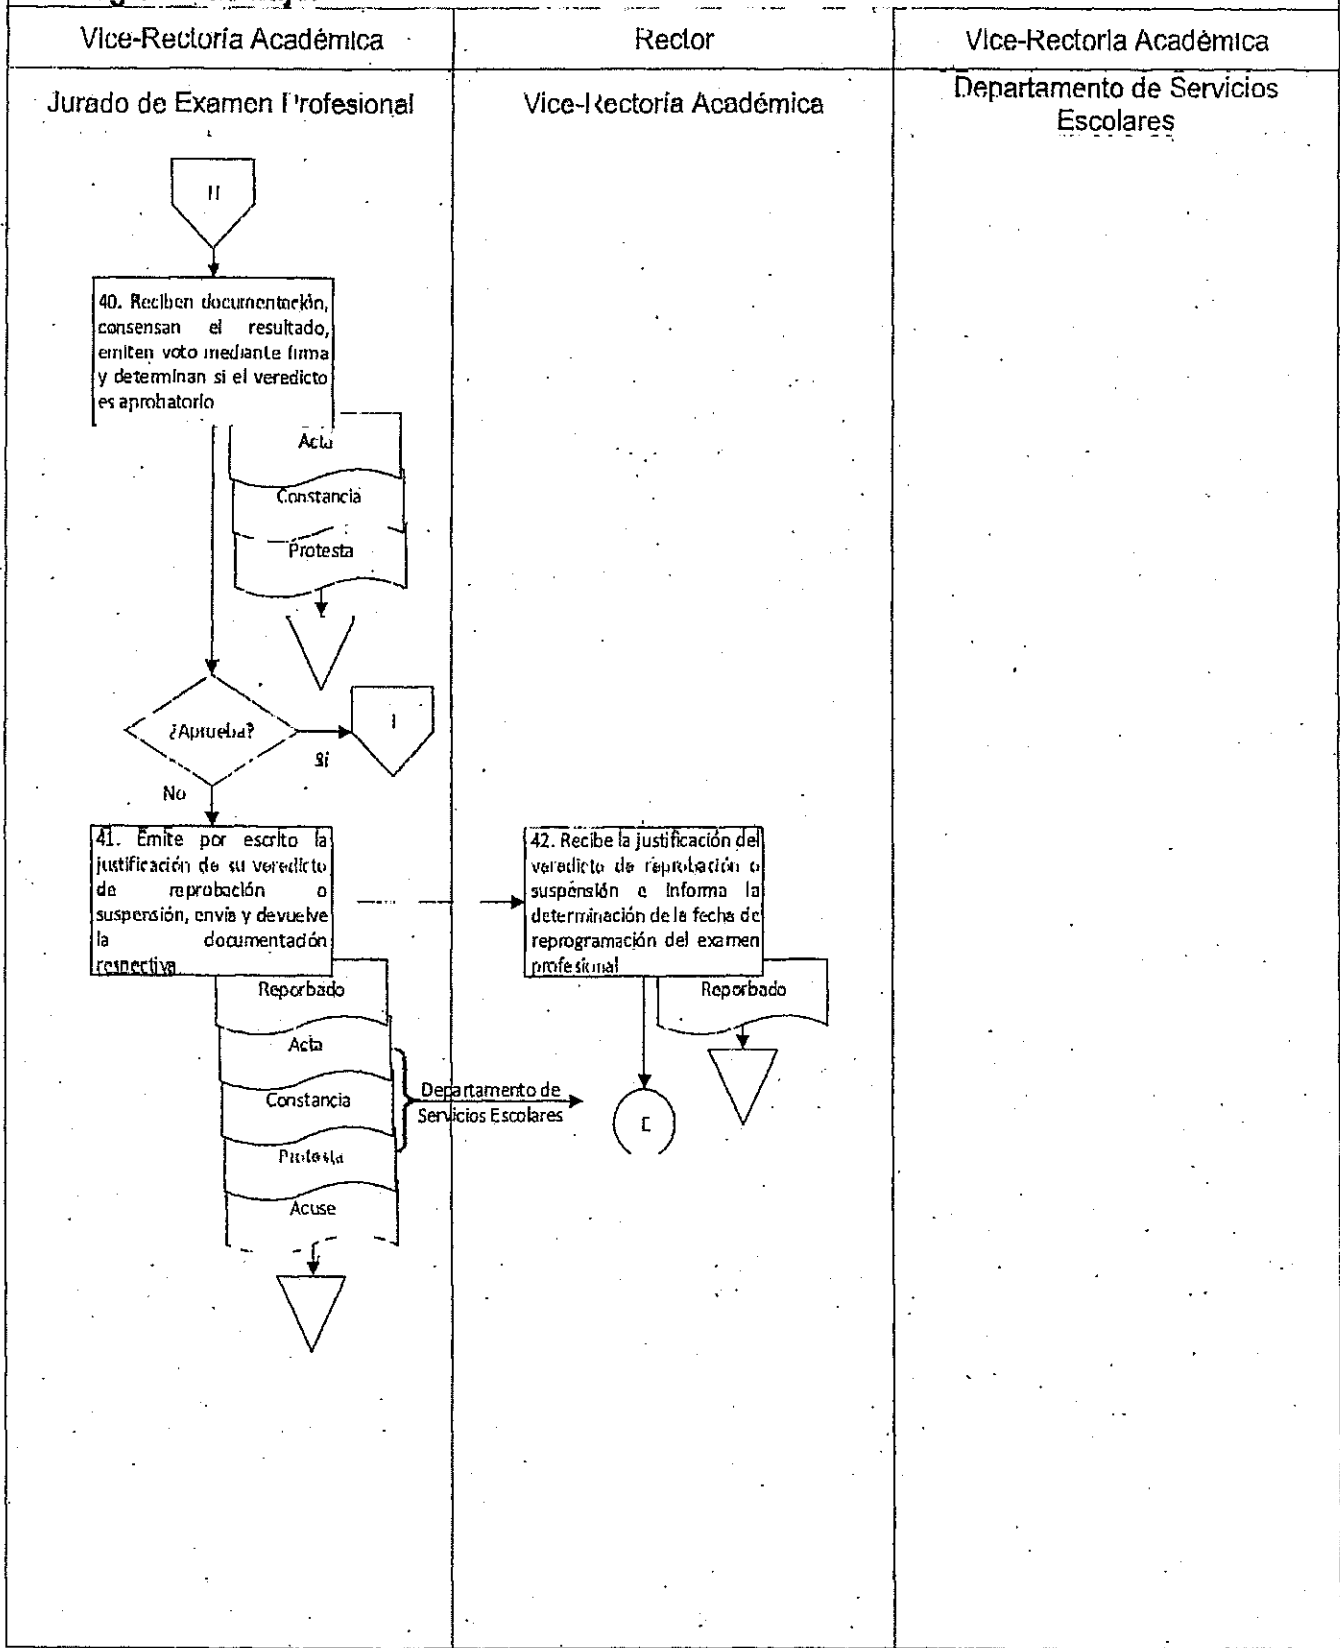 Vice-Rectoría Académica
Rector
Vice-Rectoría Académica
Jurado de Examen Profesional
Vice-Rectoría Académica
Departamento de Servicios
Escolares
40. Reciben documentación,
consensan el resultado,
emiten voto mediante firma
y determinan si el veredicto
es aprobatorio
Acta
Constancia
Protesta
¿Aprueba?
Si
I
No
41. Emite por escrito la
justificación de su veredicto
de reprobación o
suspensión, envía y devuelve
la documentación
respectiva
42. Recibe la justificación del
veredicto de reprobación o
suspensión e informa la
determinación de la fecha de
reprogramación del examen
profesional
Reporbado
Reporbado
Acta
Constancia
Departamento de
Servicios Escolares
Protesta
Acuse